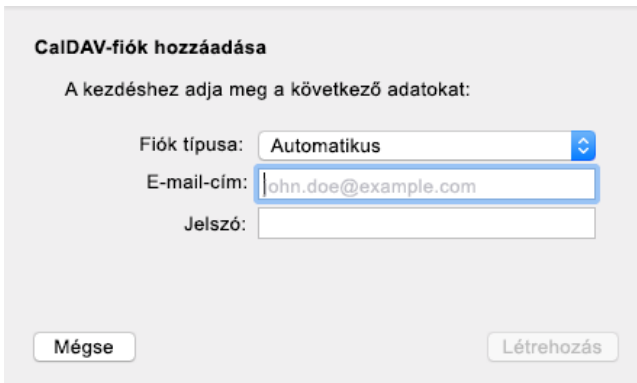 CalDAV-fiók hozzáadása
A kezdéshez adja meg a következő adatokat:
Fiók típusa: Automatikus
E-mail-cím: john.doe@example.com
Jelszó:
Mégse Létrehozás